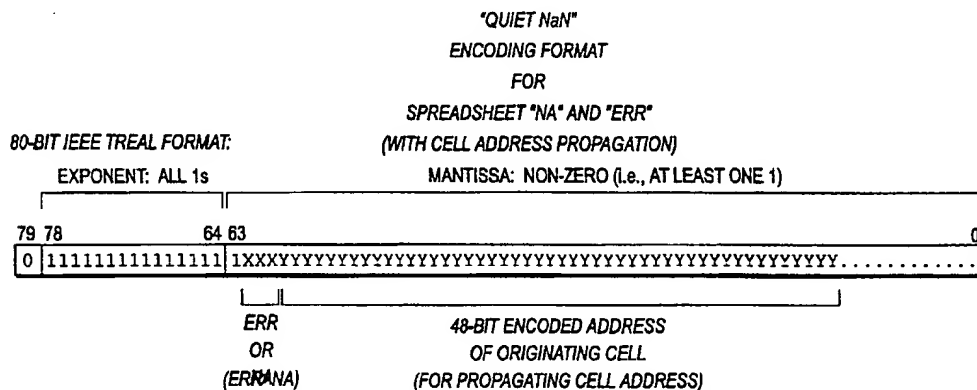 "QUIET NaN"
ENCODING FORMAT
FOR
SPREADSHEET "NA" AND "ERR"
(WITH CELL ADDRESS PROPAGATION)
80-BIT IEEE TREAL FORMAT:
EXPONENT: ALL 1s
MANTISSA: NON-ZERO (i.e., AT LEAST ONE 1)
79 78 64 63 0
0 111111111111111 1XXXYYYYYYYYYYYYYYYYYYYYYYYYYYYYYYYYYYYYYYYYYYYYYYYY............
ERR
OR
48-BIT ENCODED ADDRESS
OF ORIGINATING CELL
(FOR PROPAGATING CELL ADDRESS)